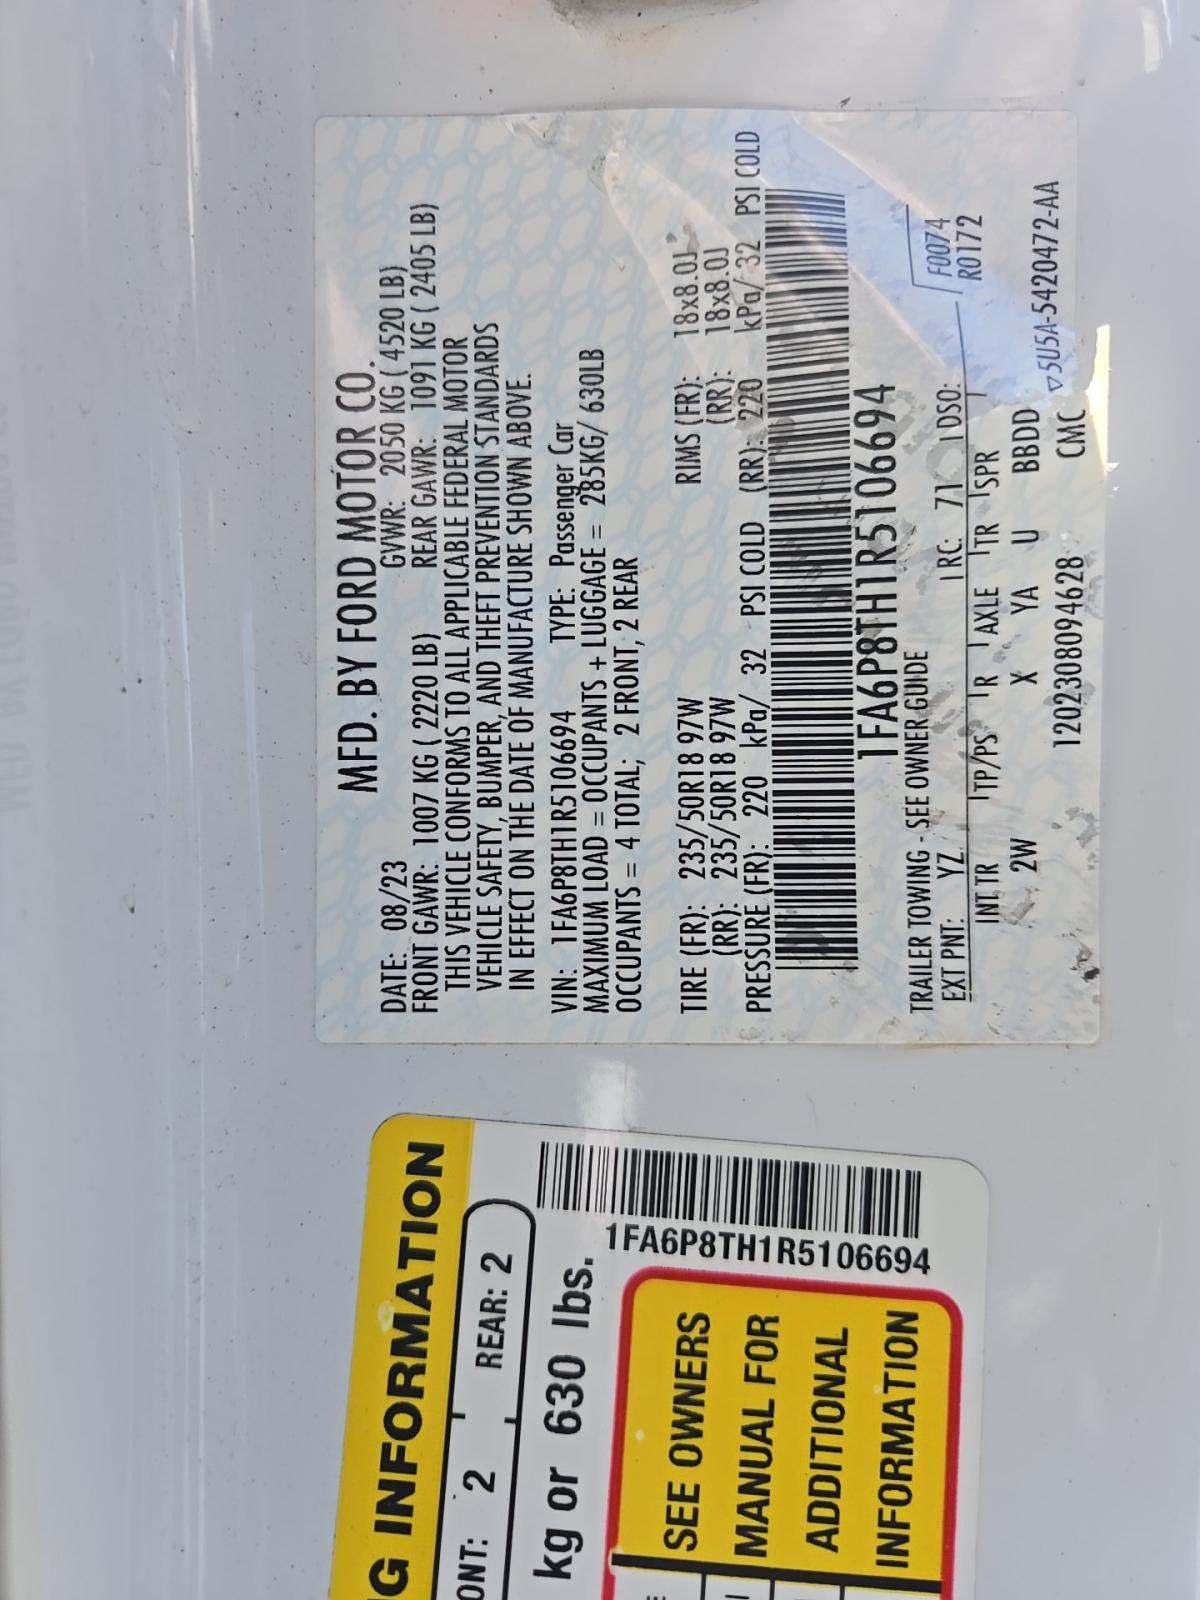 MFD. BY FORD MOTOR CO.
DATE: 08/23 GVWR: 2050 KG ( 4520 LB)
FRONT GAWR: 1007 KG ( 2220 LB) REAR GAWR: 1091 KG ( 2405 LB)
THIS VEHICLE CONFORMS TO ALL APPLICABLE FEDERAL MOTOR
VEHICLE SAFETY, BUMPER, AND THEFT PREVENTION STANDARDS
IN EFFECT ON THE DATE OF MANUFACTURE SHOWN ABOVE.
VIN: 1FA6P8TH1R5106694 TYPE: Passenger Car
MAXIMUM LOAD = OCCUPANTS + LUGGAGE = 285KG/ 630LB
OCCUPANTS = 4 TOTAL; 2 FRONT, 2 REAR
TIRE (FR): 235/50R18 97W RIMS (FR): 18x8.0J
(RR): 235/50R18 97W (RR): 18x8.0J
PRESSURE (FR): 220 kPa/ 32 PSI COLD (RR): 220 kPa/ 32 PSI COLD
1FA6P8TH1R5106694
TRAILER TOWING - SEE OWNER GUIDE
EXT PNT: YZ RC: 71 DSO: F0074
R0172
INT TR TP/PS R AXLE TR SPR
2W X YA U BBDD
1202308094628 CMC ▽5U5A-5420472-AA
G INFORMATION
ONT: 2 REAR: 2
kg or 630 lbs.
1FA6P8TH1R5106694
SEE OWNERS
MANUAL FOR
ADDITIONAL
INFORMATION